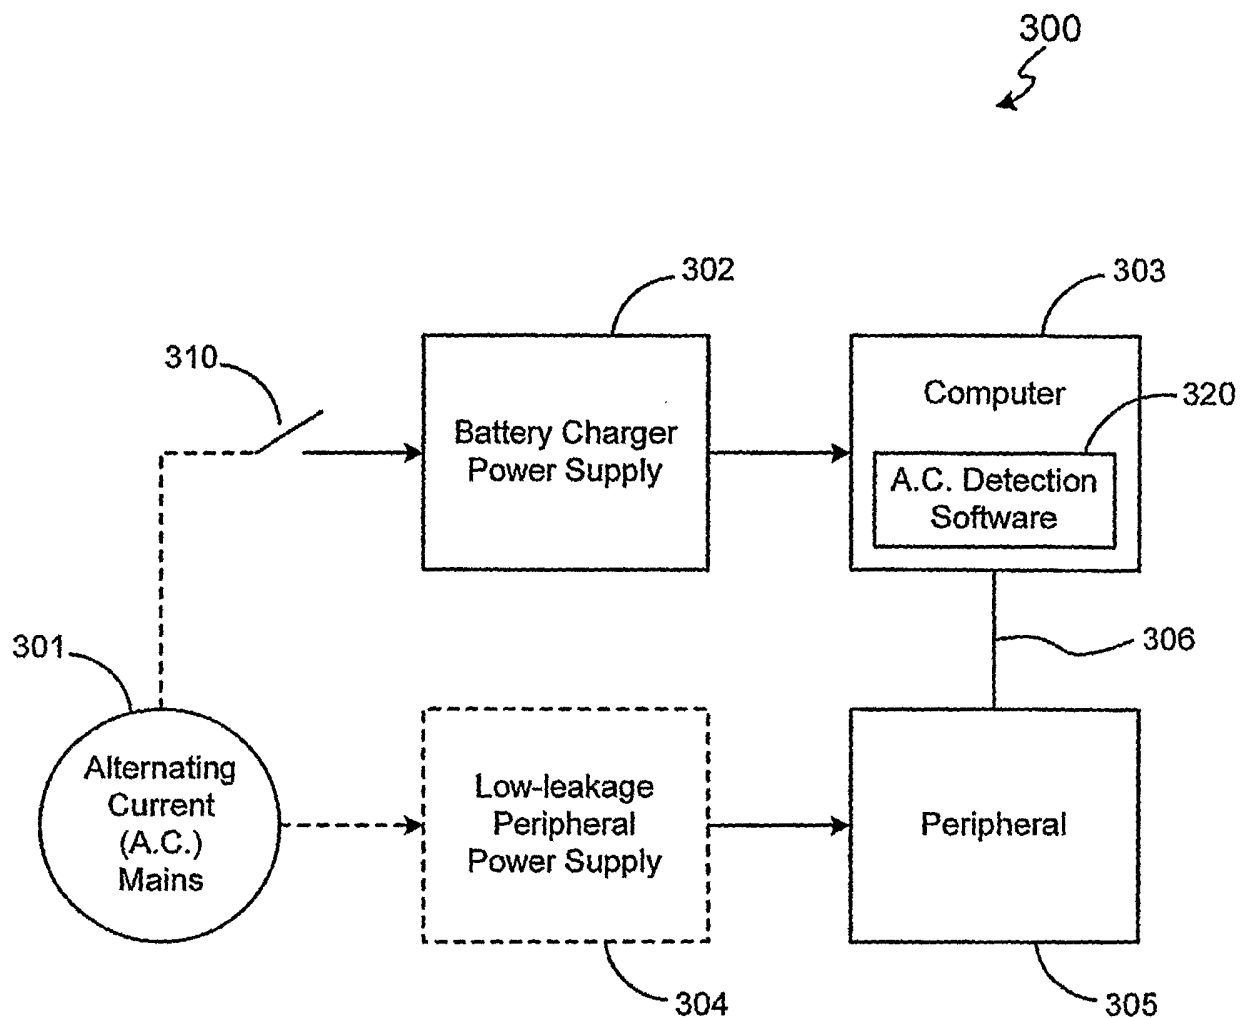 300
302
303
310
Computer
320
Battery Charger
Power Supply
A.C. Detection
Software
301
306
Alternating
Current
(A.C.)
Mains
Low-leakage
Peripheral
Power Supply
Peripheral
304
305